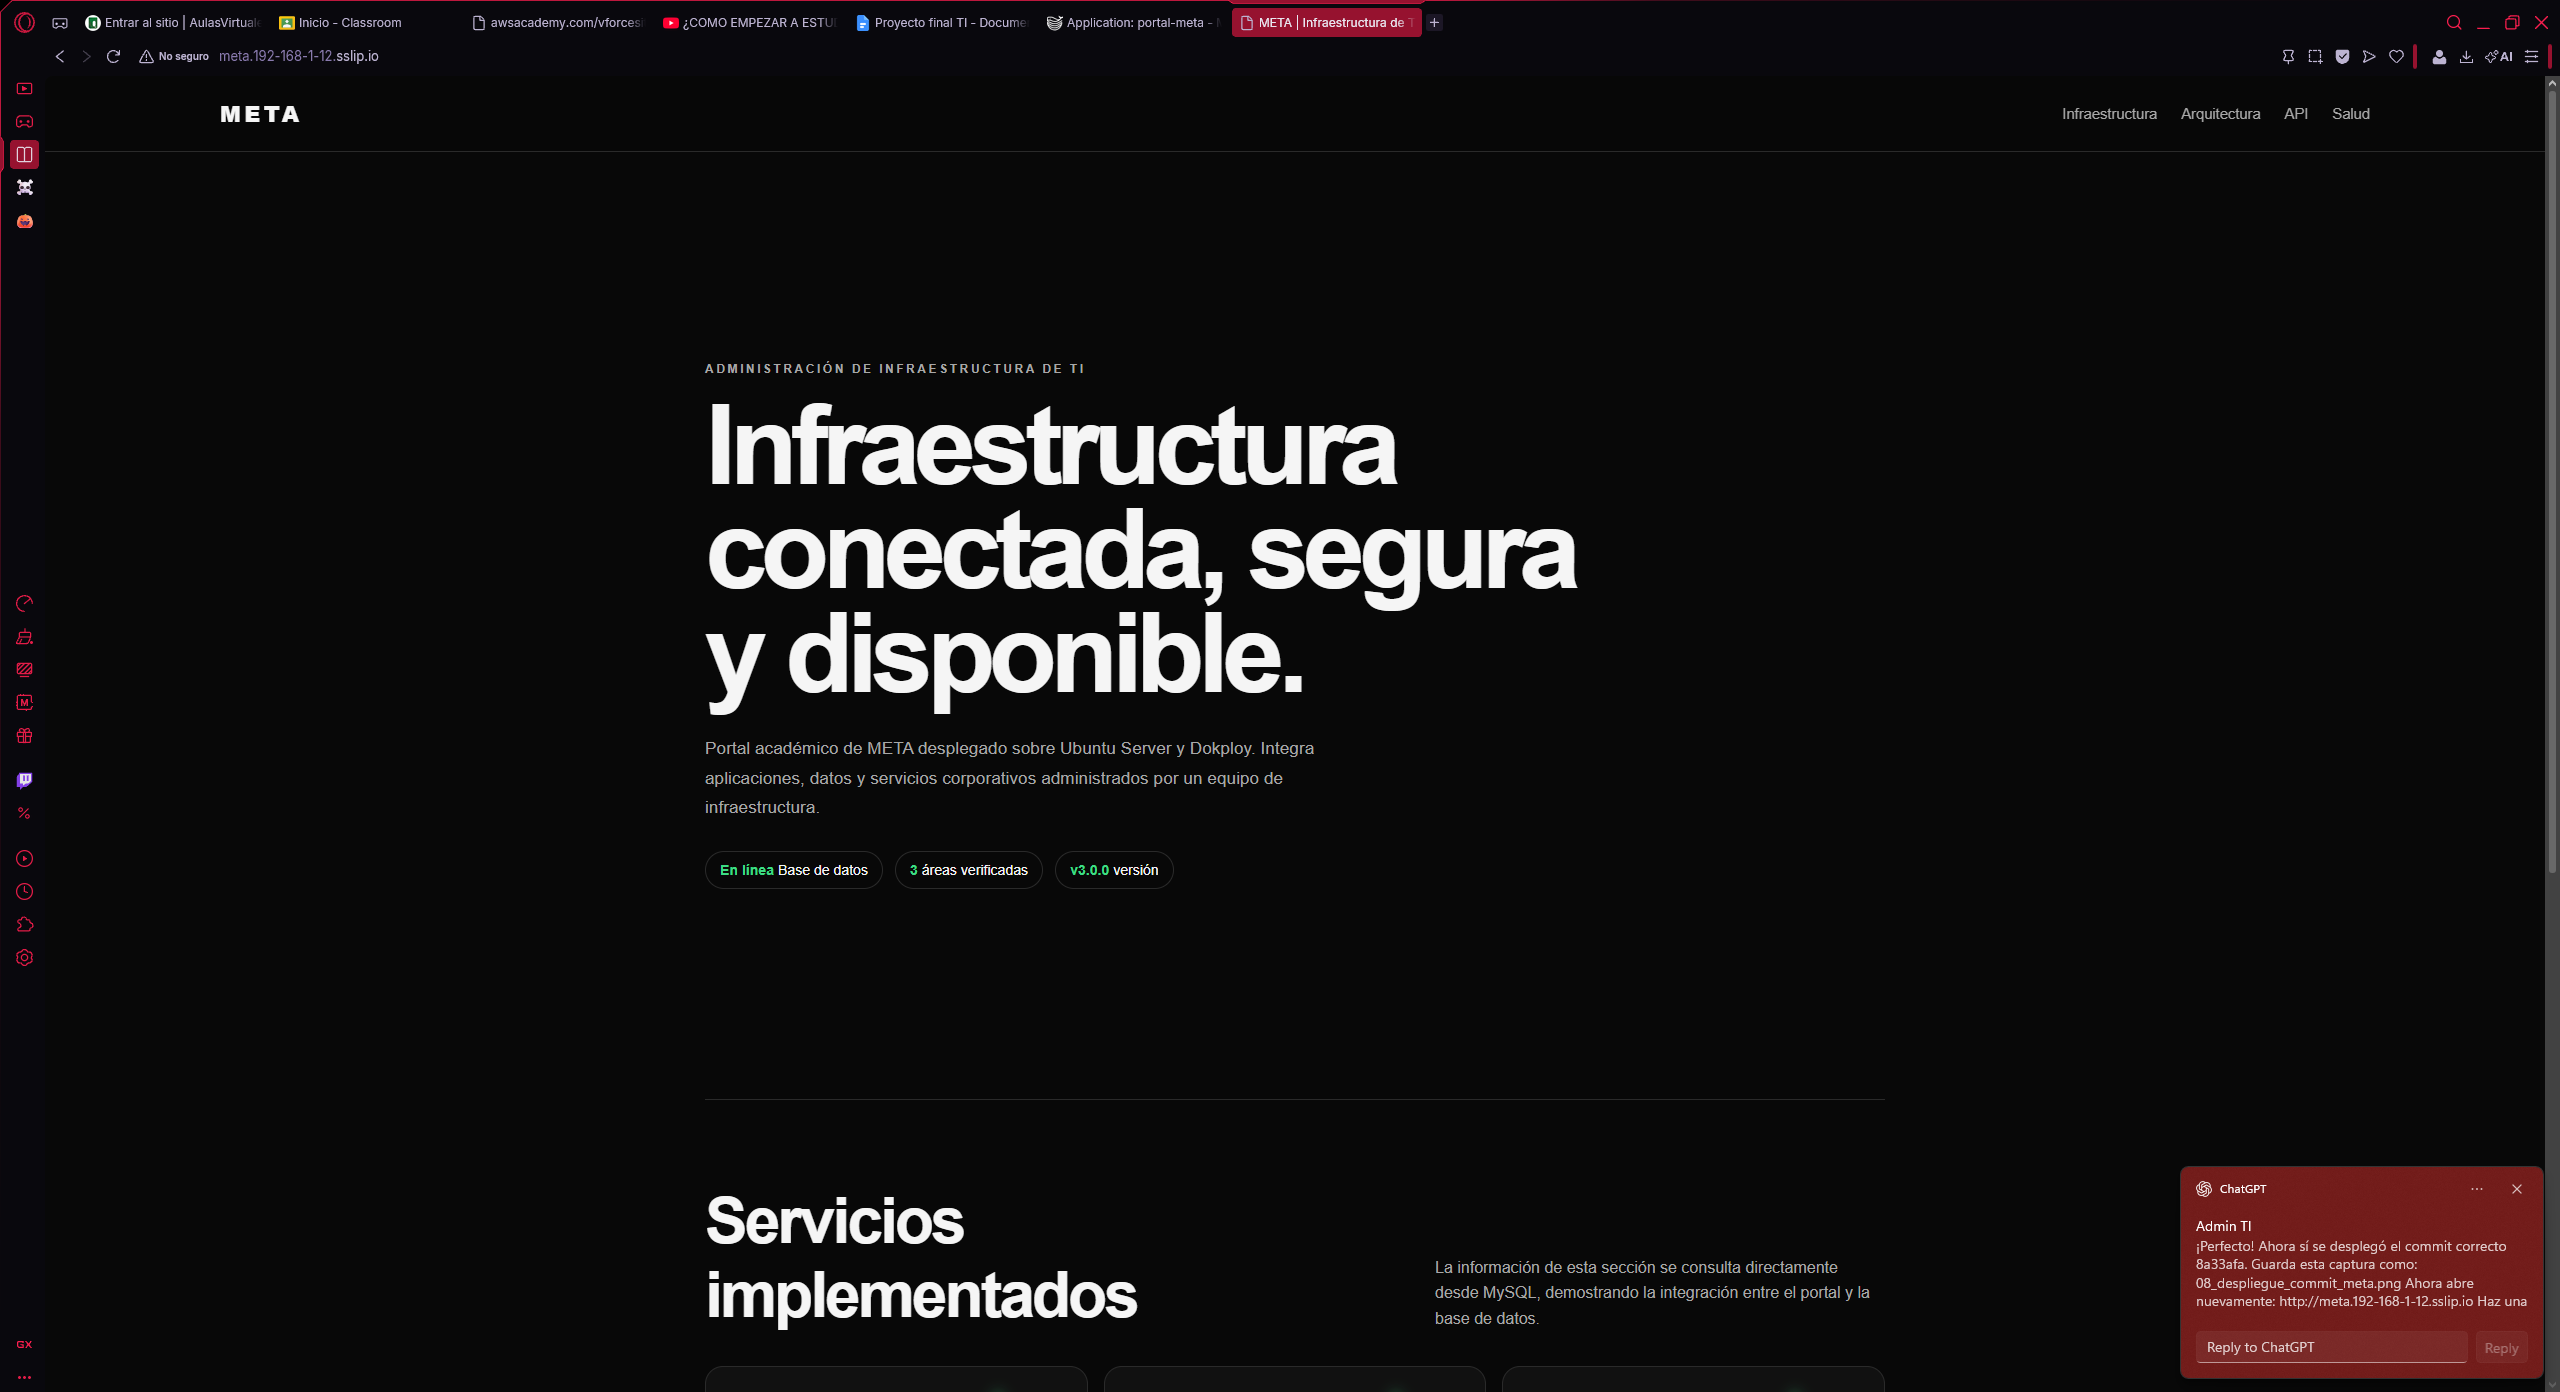 Entrar al sitio | AulasVirtuale
Inicio - Classroom
awsacademy.com/vforces
¿COMO EMPEZAR A ESTU
Proyecto final TI - Docume
Application: portal-meta -
META | Infraestructura de T
No seguro
meta.192-168-1-12.sslip.io
AI
META
Infraestructura
Arquitectura
API
Salud
ADMINISTRACIÓN DE INFRAESTRUCTURA DE TI
Infraestructura
conectada, segura
y disponible.
Portal académico de META desplegado sobre Ubuntu Server y Dokploy. Integra
aplicaciones, datos y servicios corporativos administrados por un equipo de
infraestructura.
En línea Base de datos
3 áreas verificadas
v3.0.0 versión
Servicios
implementados
La información de esta sección se consulta directamente
desde MySQL, demostrando la integración entre el portal y la
base de datos.
ChatGPT
Admin TI
¡Perfecto! Ahora sí se desplegó el commit correcto
8a33afa. Guarda esta captura como:
08_despliegue_commit_meta.png Ahora abre
nuevamente: http://meta.192-168-1-12.sslip.io Haz una
Reply to ChatGPT
Reply
GX